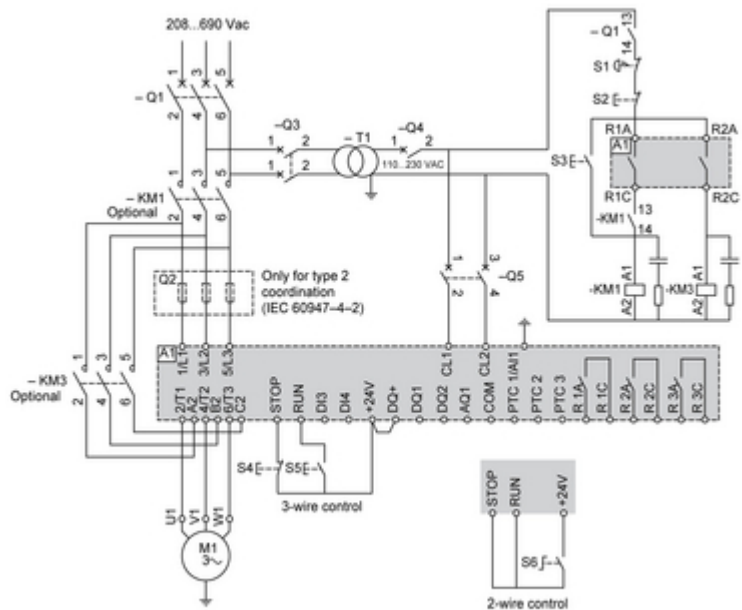 208...690 Vac
1 3 5
– Q1
2 4 6
–Q3
1 2
1 2
– T1
110...230 VAC
–Q4
1 2
13
– Q1
14
S1
S2
R1A R2A
A1
S3
R1C R2C
13
-KM1
14
A1 A1
-KM1 -KM3
A2 A2
– KM1
Optional
2 4 6
Q2
Only for type 2
coordination
(IEC 60947–4–2)
1 3
–Q5
2 4
1 3 5
– KM3
Optional
2 4 6
A1
1/L1 3/L2 5/L3 CL1 CL2 PTC 1/AI1
2/T1 A2 4/T2 B2 6/T3 C2 STOP RUN DI3 DI4 +24V DQ+ DQ1 DQ2 AQ1 COM PTC 2 PTC 3 R 1A R 1C R 2A R 2C R 3A R 3C
S4 S5
3-wire control
U1 V1 W1
M1
3
STOP RUN +24V
S6
2-wire control